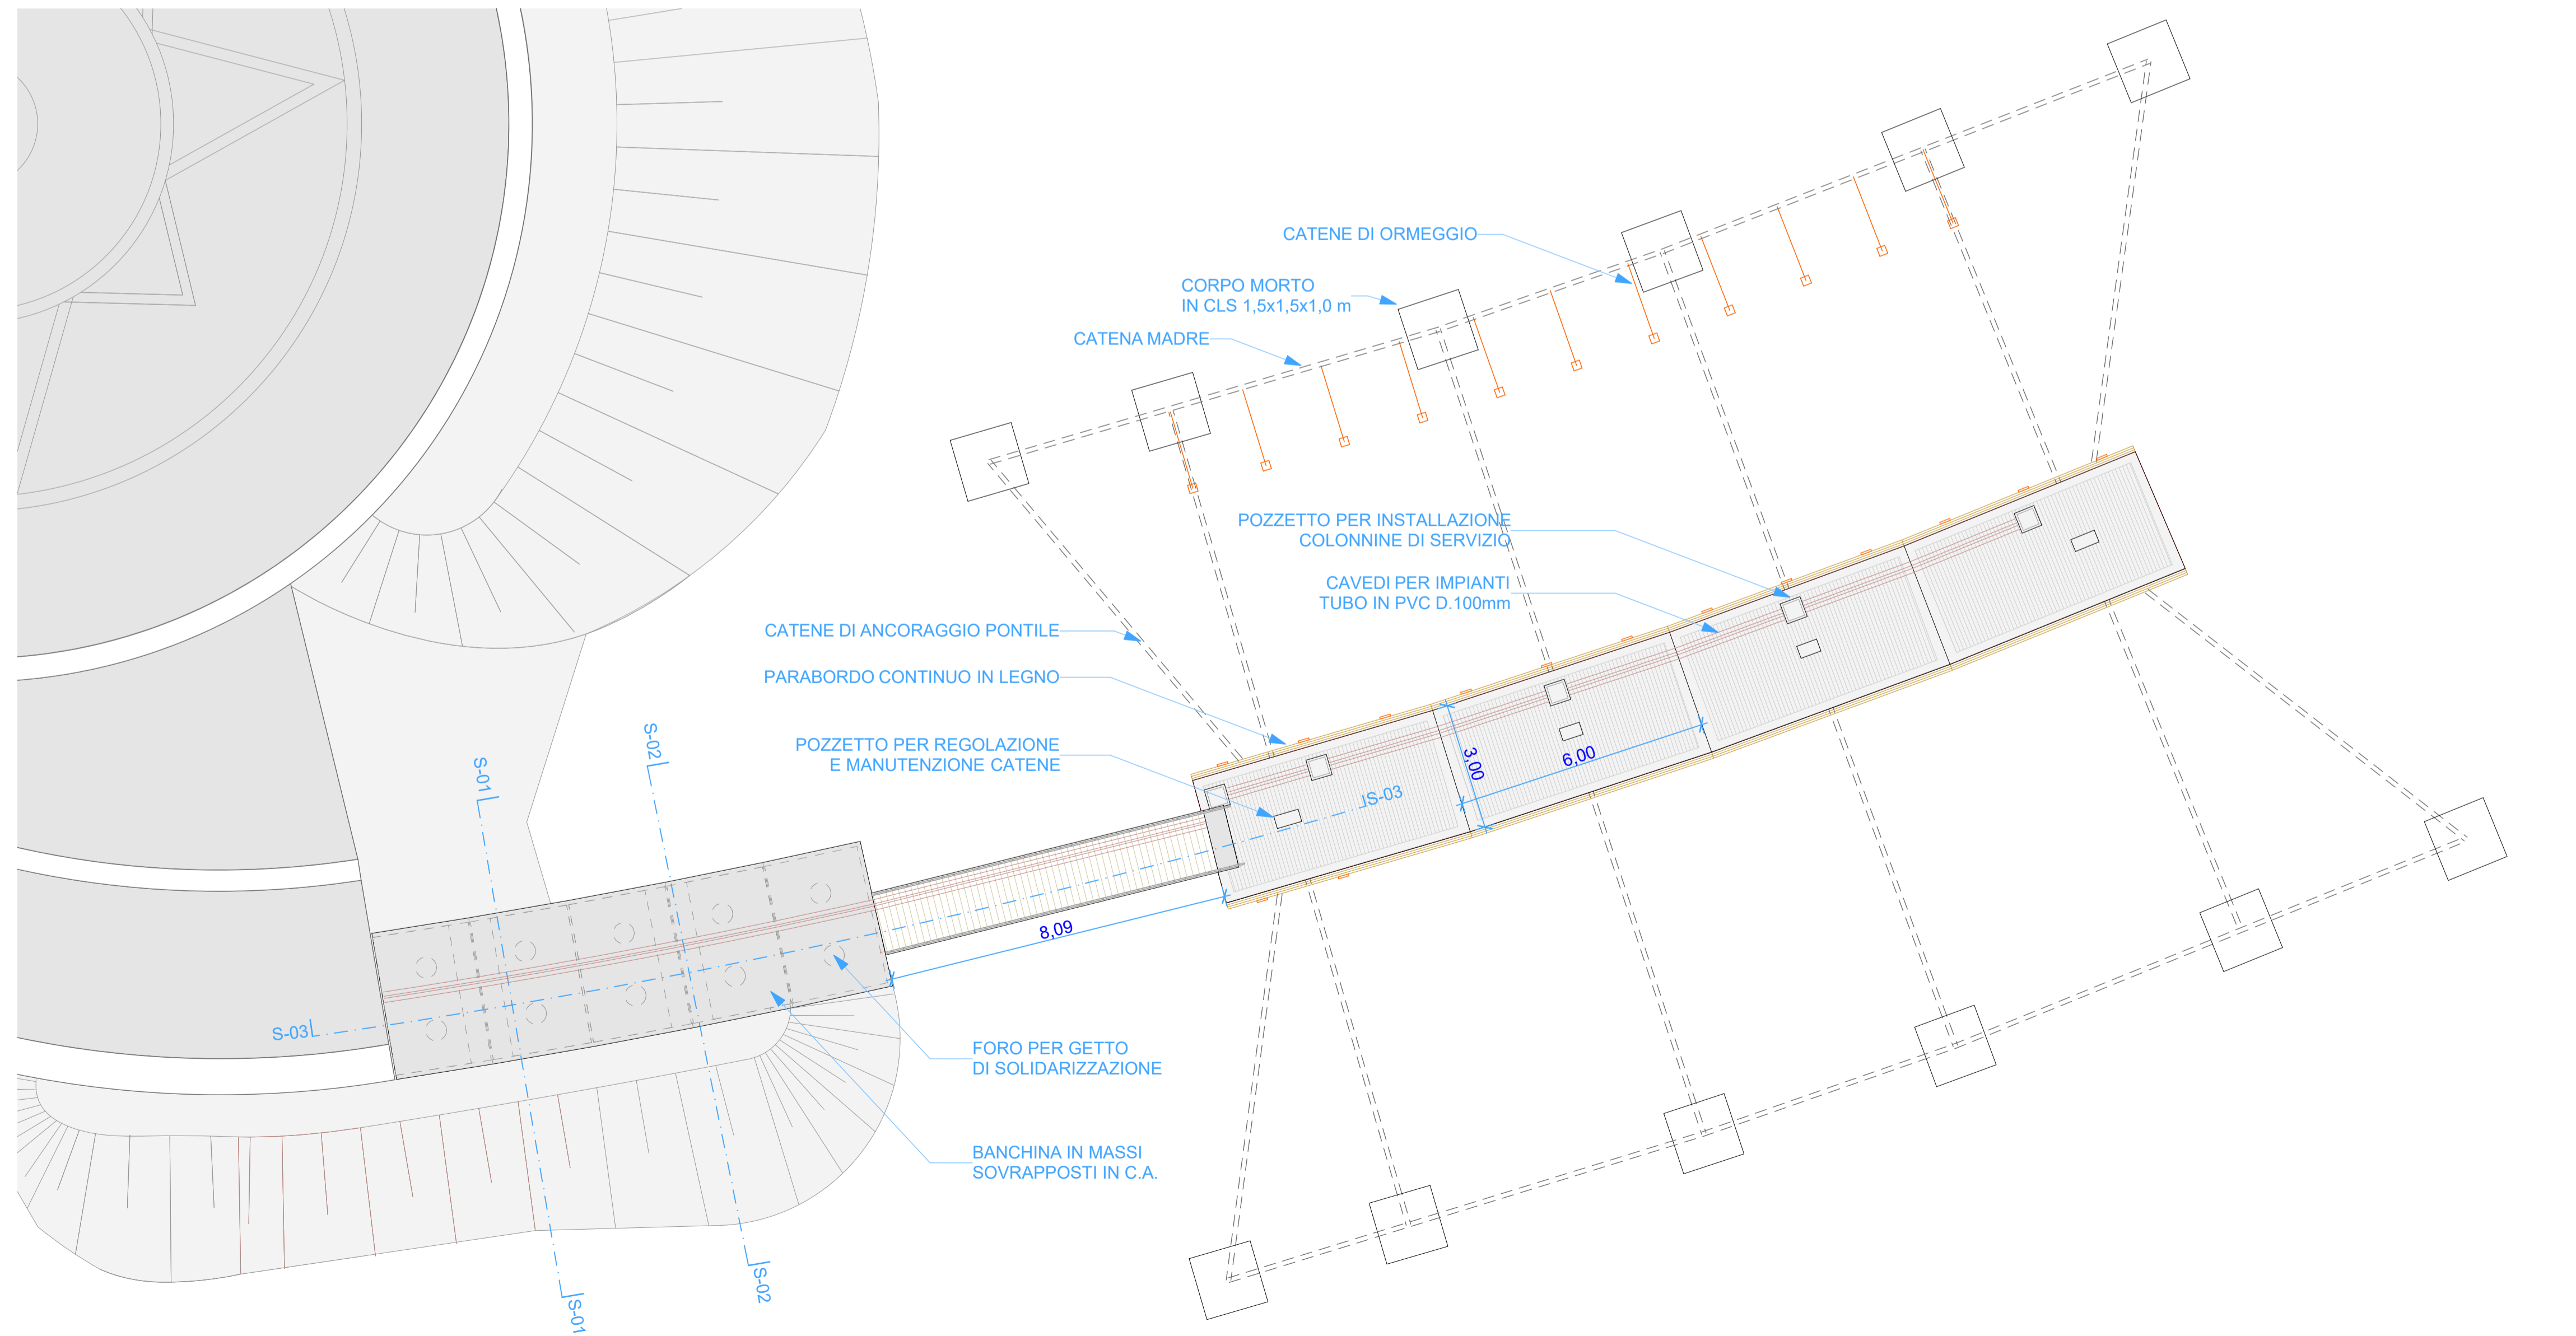 CATENE DI ORMEGGIO
CORPO MORTO
IN CLS 1,5x1,5x1,0 m
CATENA MADRE
POZZETTO PER INSTALLAZIONE
COLONNINE DI SERVIZIO
CAVEDI PER IMPIANTI
TUBO IN PVC D.100mm
CATENE DI ANCORAGGIO PONTILE
PARABORDO CONTINUO IN LEGNO
POZZETTO PER REGOLAZIONE
E MANUTENZIONE CATENE
S-02
S-01
3,00
6,00
S-03
8,09
S-03
FORO PER GETTO
DI SOLIDARIZZAZIONE
BANCHINA IN MASSI
SOVRAPPOSTI IN C.A.
S-02
S-01